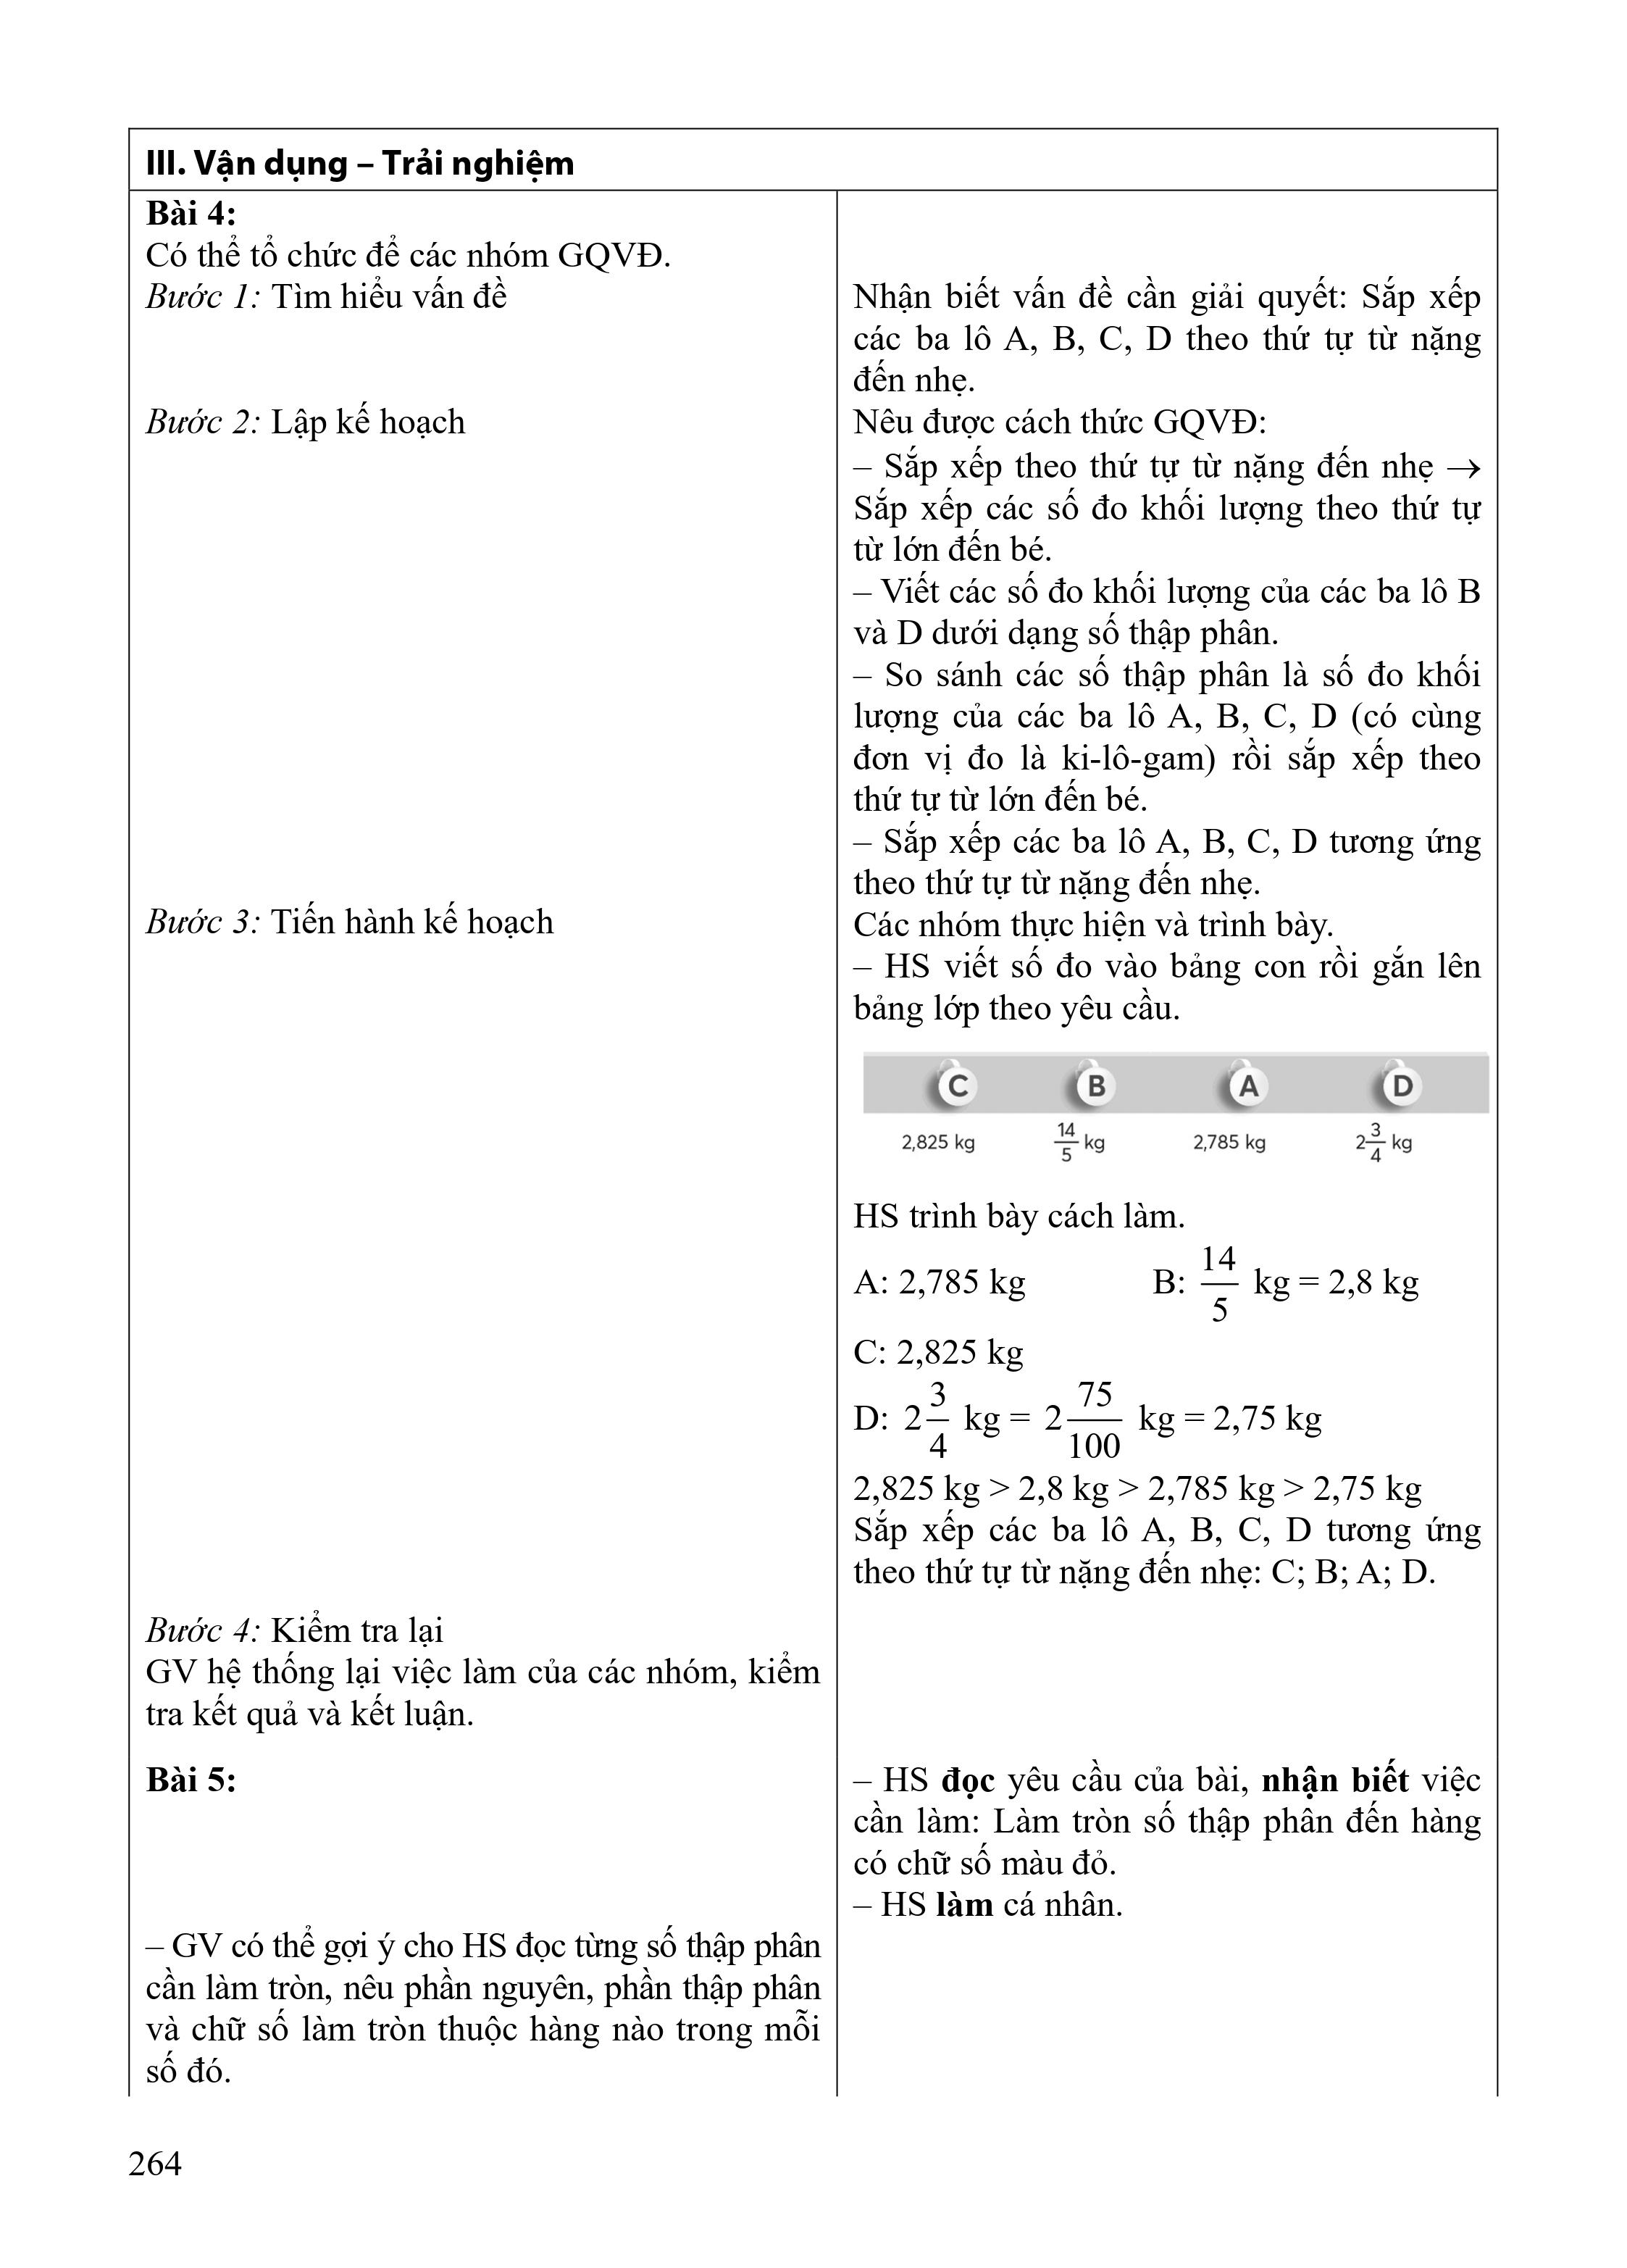 III. Vận dụng – Trải nghiệm
Bài 4:
Có thể tổ chức để các nhóm GQVĐ.
Bước 1: Tìm hiểu vấn đề
Nhận biết vấn đề cần giải quyết: Sắp xếp
các ba lô A, B, C, D theo thứ tự từ nặng
đến nhẹ.
Bước 2: Lập kế hoạch
Nêu được cách thức GQVĐ:
– Sắp xếp theo thứ tự từ nặng đến nhẹ →
Sắp xếp các số đo khối lượng theo thứ tự
từ lớn đến bé.
– Viết các số đo khối lượng của các ba lô B
và D dưới dạng số thập phân.
– So sánh các số thập phân là số đo khối
lượng của các ba lô A, B, C, D (có cùng
đơn vị đo là ki-lô-gam) rồi sắp xếp theo
thứ tự từ lớn đến bé.
– Sắp xếp các ba lô A, B, C, D tương ứng
theo thứ tự từ nặng đến nhẹ.
Bước 3: Tiến hành kế hoạch
Các nhóm thực hiện và trình bày.
– HS viết số đo vào bảng con rồi gắn lên
bảng lớp theo yêu cầu.
C B A D
2,825 kg 14/5 kg 2,785 kg 2 3/4 kg
HS trình bày cách làm.
A: 2,785 kg B: 14/5 kg = 2,8 kg
C: 2,825 kg
D: 2 3/4 kg = 2 75/100 kg = 2,75 kg
2,825 kg > 2,8 kg > 2,785 kg > 2,75 kg
Sắp xếp các ba lô A, B, C, D tương ứng
theo thứ tự từ nặng đến nhẹ: C; B; A; D.
Bước 4: Kiểm tra lại
GV hệ thống lại việc làm của các nhóm, kiểm
tra kết quả và kết luận.
Bài 5:
– HS đọc yêu cầu của bài, nhận biết việc
cần làm: Làm tròn số thập phân đến hàng
có chữ số màu đỏ.
– HS làm cá nhân.
– GV có thể gợi ý cho HS đọc từng số thập phân
cần làm tròn, nêu phần nguyên, phần thập phân
và chữ số làm tròn thuộc hàng nào trong mỗi
số đó.
264